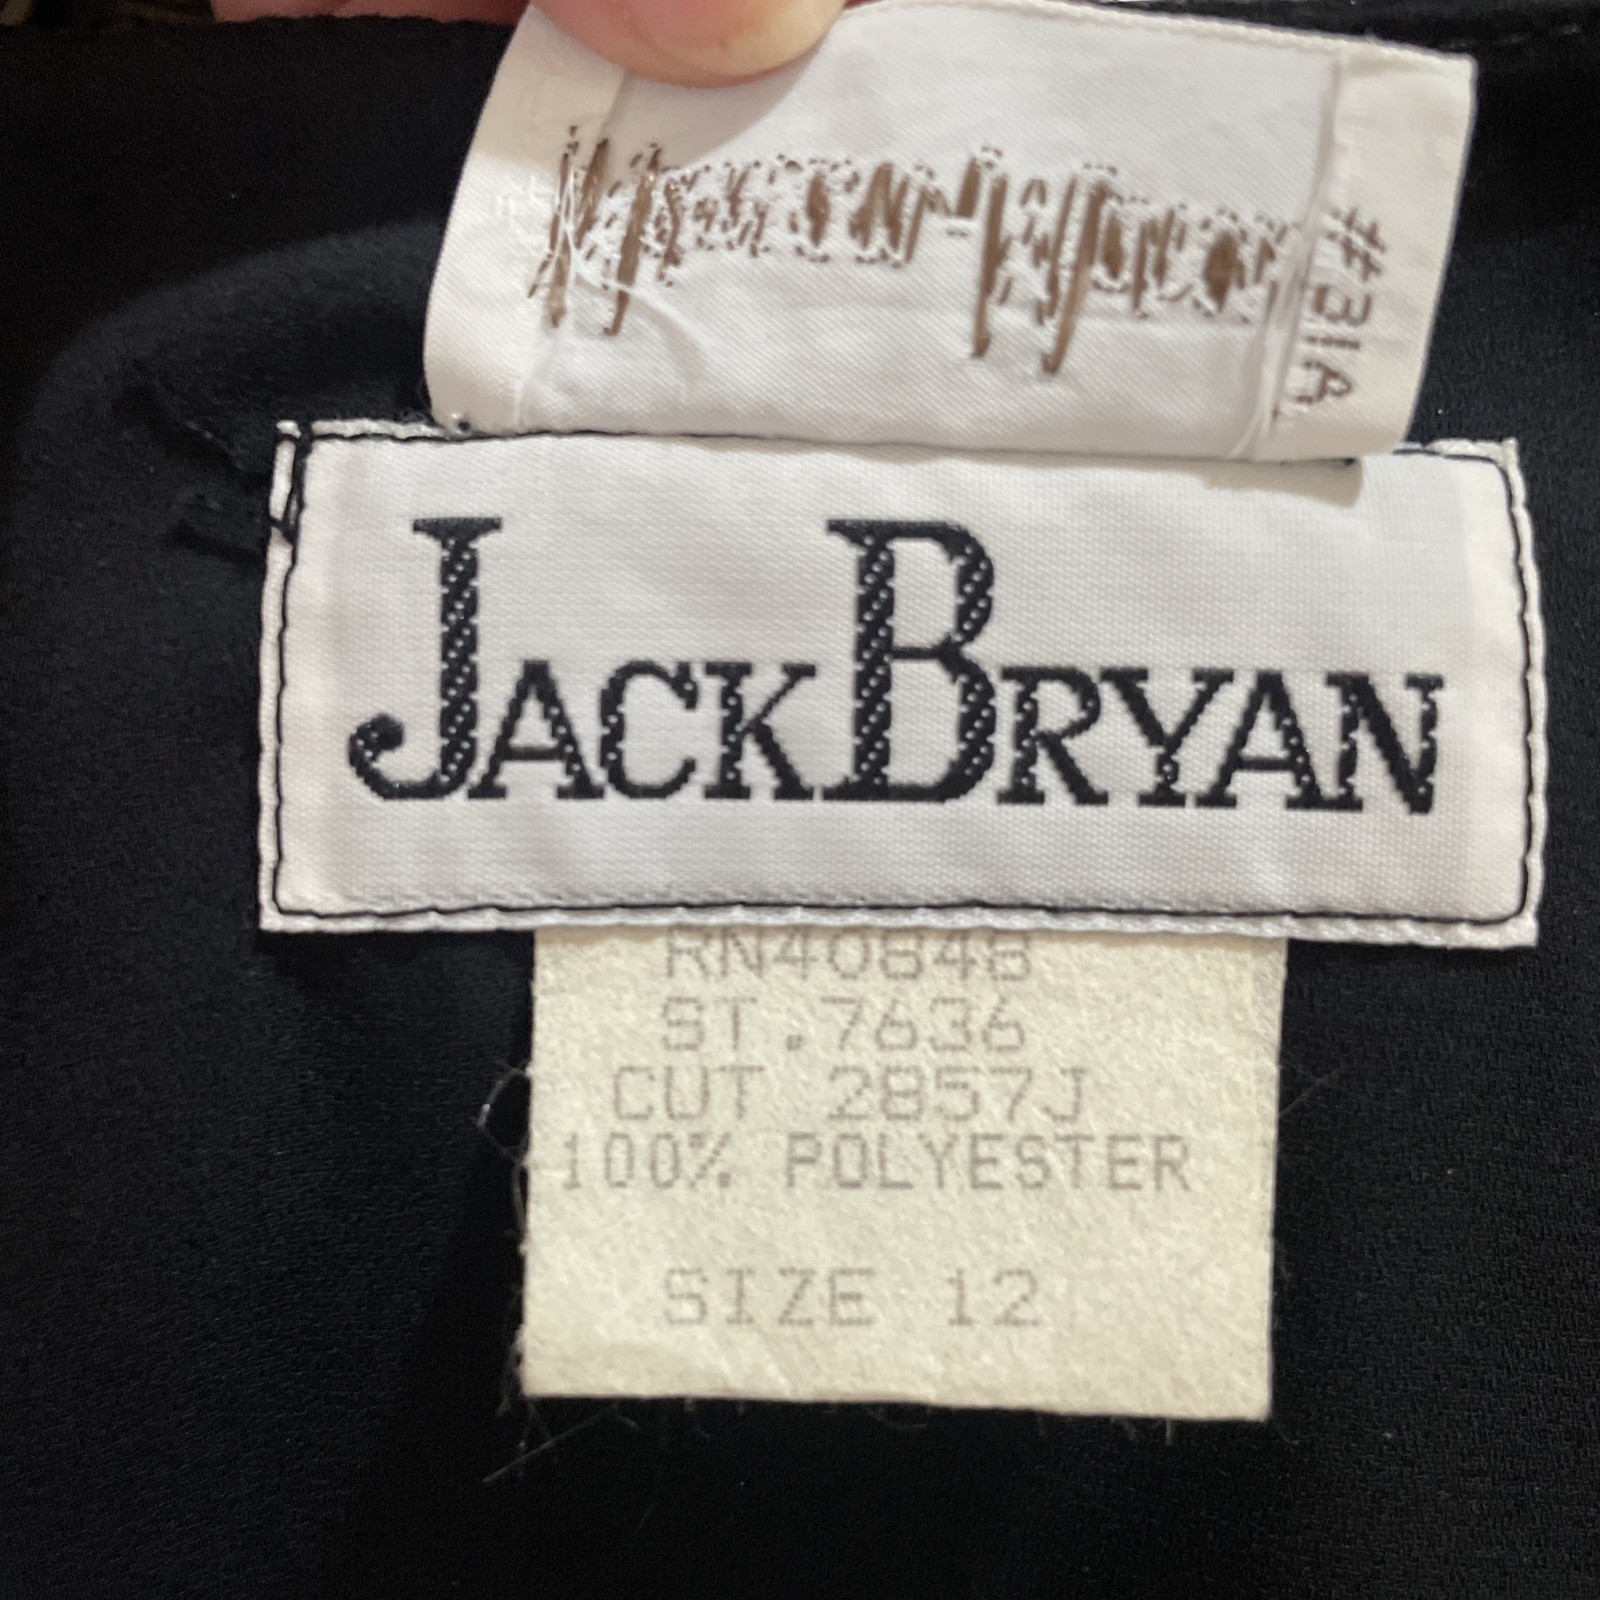 #31A
JACKBRYAN
RN40848
ST.7636
CUT 2857J
100% POLYESTER
SIZE 12